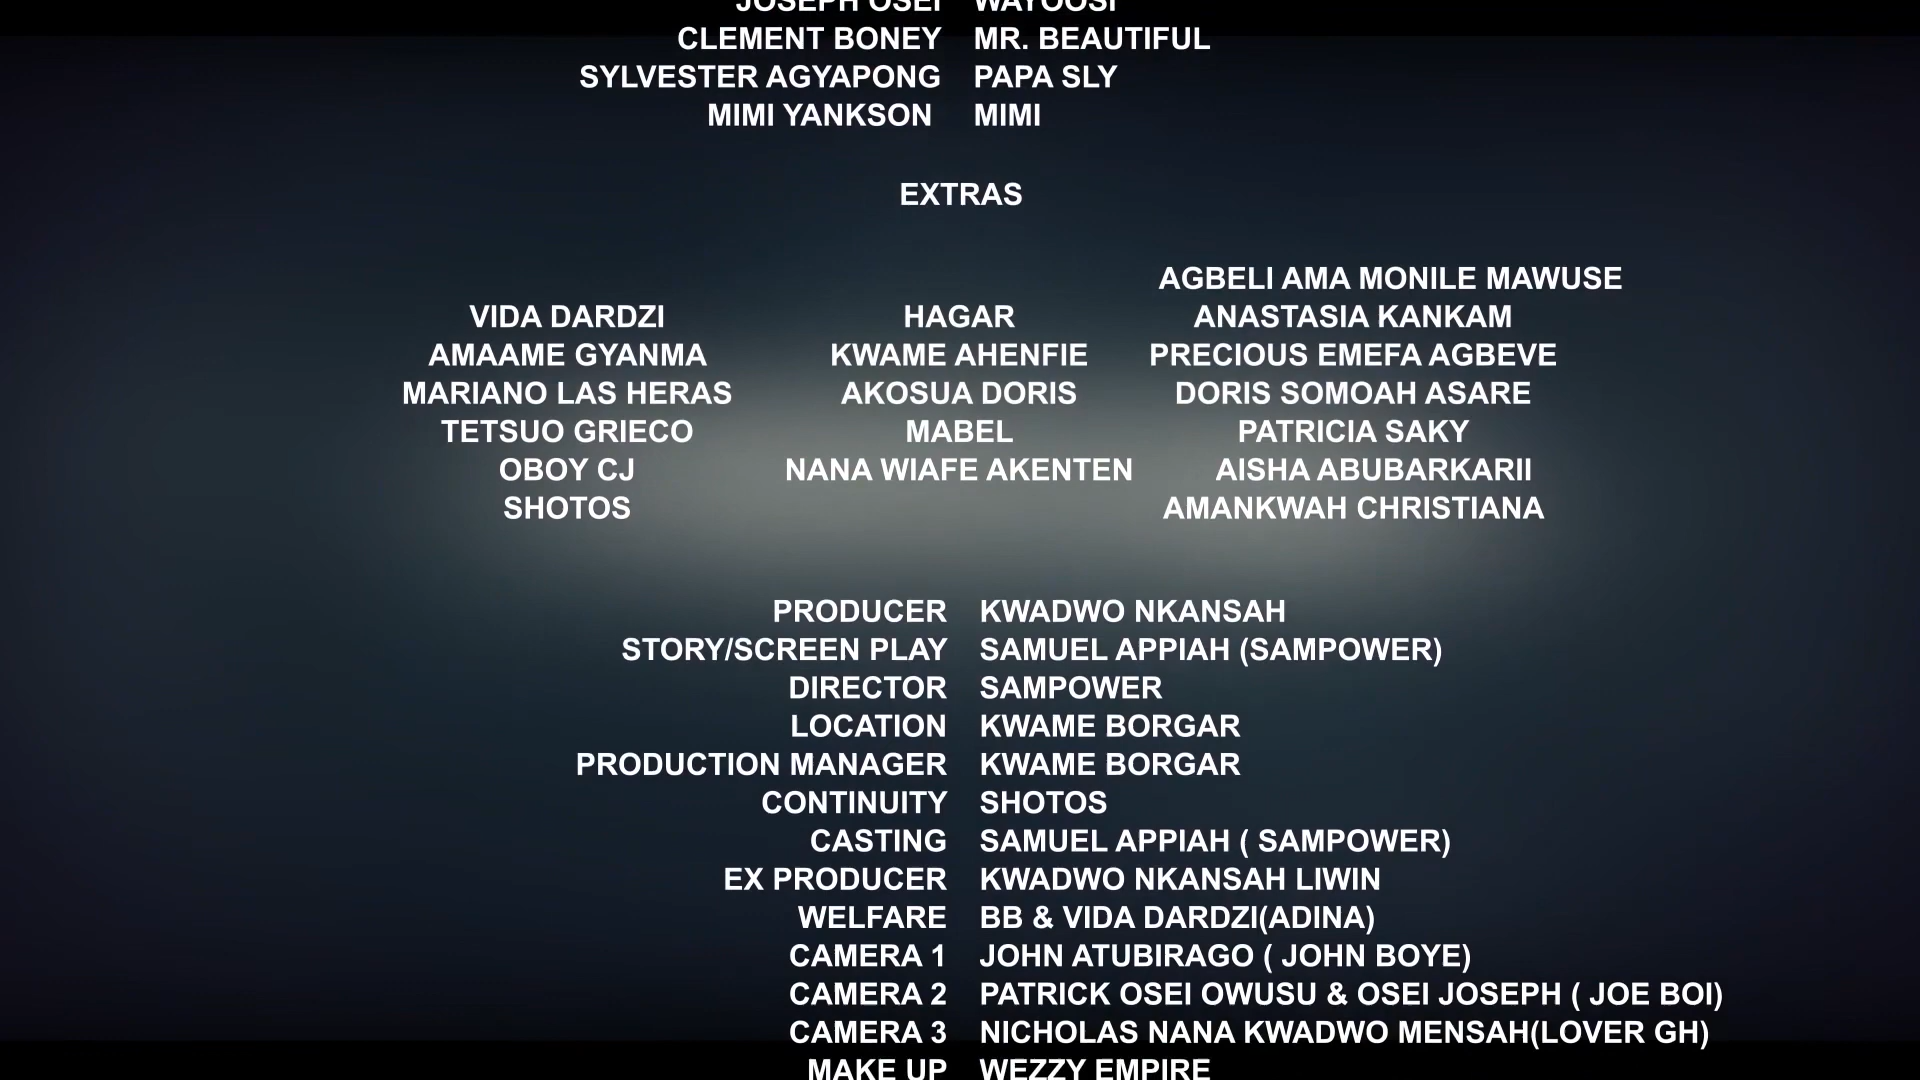 JOSEPH OSEI WAYOOSI
CLEMENT BONEY MR. BEAUTIFUL
SYLVESTER AGYAPONG PAPA SLY
MIMI YANKSON MIMI
EXTRAS
AGBELI AMA MONILE MAWUSE
VIDA DARDZI HAGAR ANASTASIA KANKAM
AMAAME GYANMA KWAME AHENFIE PRECIOUS EMEFA AGBEVE
MARIANO LAS HERAS AKOSUA DORIS DORIS SOMOAH ASARE
TETSUO GRIECO MABEL PATRICIA SAKY
OBOY CJ NANA WIAFE AKENTEN AISHA ABUBARKARII
SHOTOS AMANKWAH CHRISTIANA
PRODUCER KWADWO NKANSAH
STORY/SCREEN PLAY SAMUEL APPIAH (SAMPOWER)
DIRECTOR SAMPOWER
LOCATION KWAME BORGAR
PRODUCTION MANAGER KWAME BORGAR
CONTINUITY SHOTOS
CASTING SAMUEL APPIAH ( SAMPOWER)
EX PRODUCER KWADWO NKANSAH LIWIN
WELFARE BB & VIDA DARDZI(ADINA)
CAMERA 1 JOHN ATUBIRAGO ( JOHN BOYE)
CAMERA 2 PATRICK OSEI OWUSU & OSEI JOSEPH ( JOE BOI)
CAMERA 3 NICHOLAS NANA KWADWO MENSAH(LOVER GH)
MAKE UP WEZZY EMPIRE